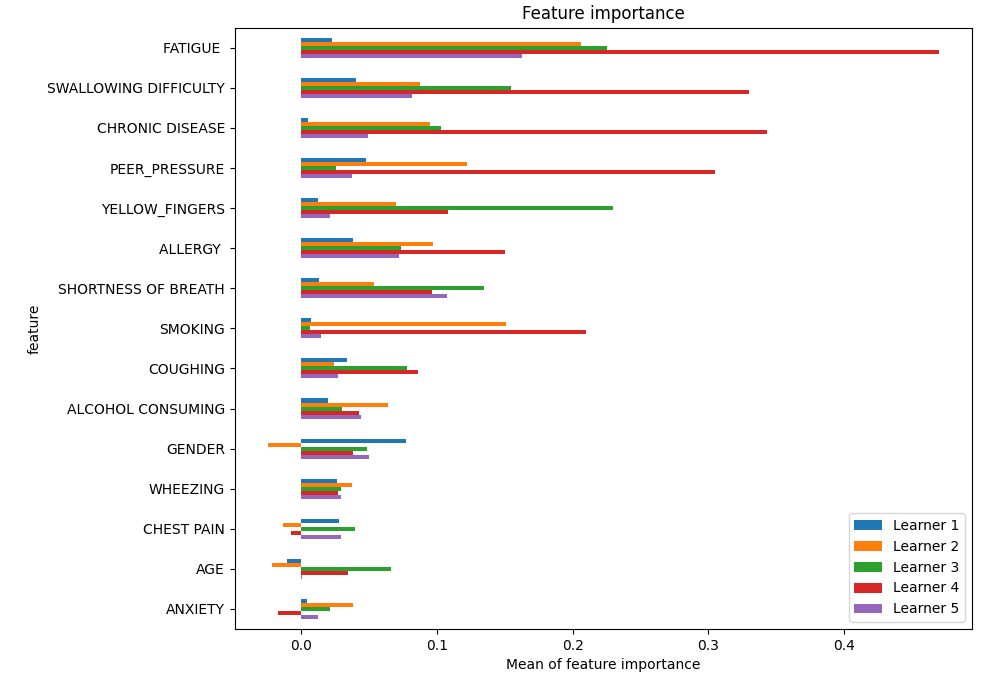 Feature importance
FATIGUE
SWALLOWING DIFFICULTY
CHRONIC DISEASE
PEER_PRESSURE
YELLOW_FINGERS
ALLERGY
SHORTNESS OF BREATH
SMOKING
COUGHING
ALCOHOL CONSUMING
GENDER
WHEEZING
CHEST PAIN
AGE
ANXIETY
feature
Learner 1
Learner 2
Learner 3
Learner 4
Learner 5
0.0 0.1 0.2 0.3 0.4
Mean of feature importance